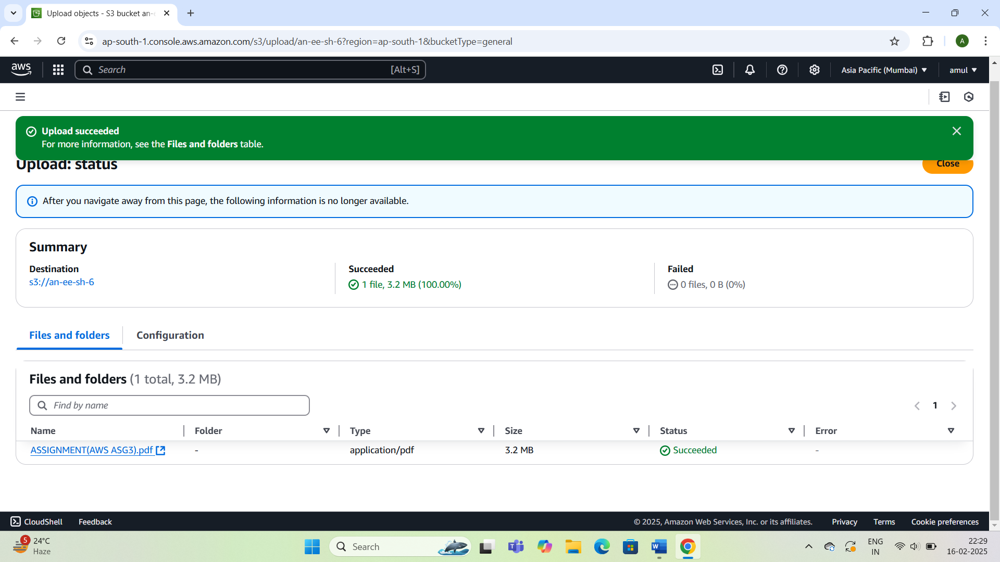 Upload objects - S3 bucket an-e
ap-south-1.console.aws.amazon.com/s3/upload/an-ee-sh-6?region=ap-south-1&bucketType=general
A
aws
Search
[Alt+S]
Asia Pacific (Mumbai)
amul
Upload succeeded
For more information, see the Files and folders table.
Upload: status
Close
After you navigate away from this page, the following information is no longer available.
Summary
Destination
s3://an-ee-sh-6
Succeeded
1 file, 3.2 MB (100.00%)
Failed
0 files, 0 B (0%)
Files and folders
Configuration
Files and folders (1 total, 3.2 MB)
Find by name
1
Name
Folder
Type
Size
Status
Error
ASSIGNMENT(AWS ASG3).pdf
-
application/pdf
3.2 MB
Succeeded
-
CloudShell
Feedback
© 2025, Amazon Web Services, Inc. or its affiliates.
Privacy
Terms
Cookie preferences
5
24°C
Haze
Search
ENG
IN
22:29
16-02-2025